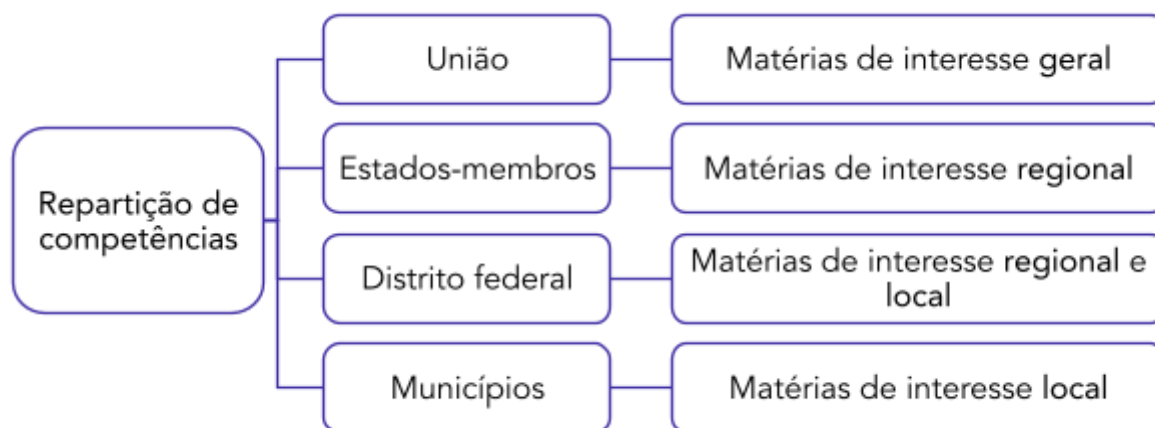 Repartição de
competências
União
Matérias de interesse geral
Estados-membros
Matérias de interesse regional
Distrito federal
Matérias de interesse regional e
local
Municípios
Matérias de interesse local